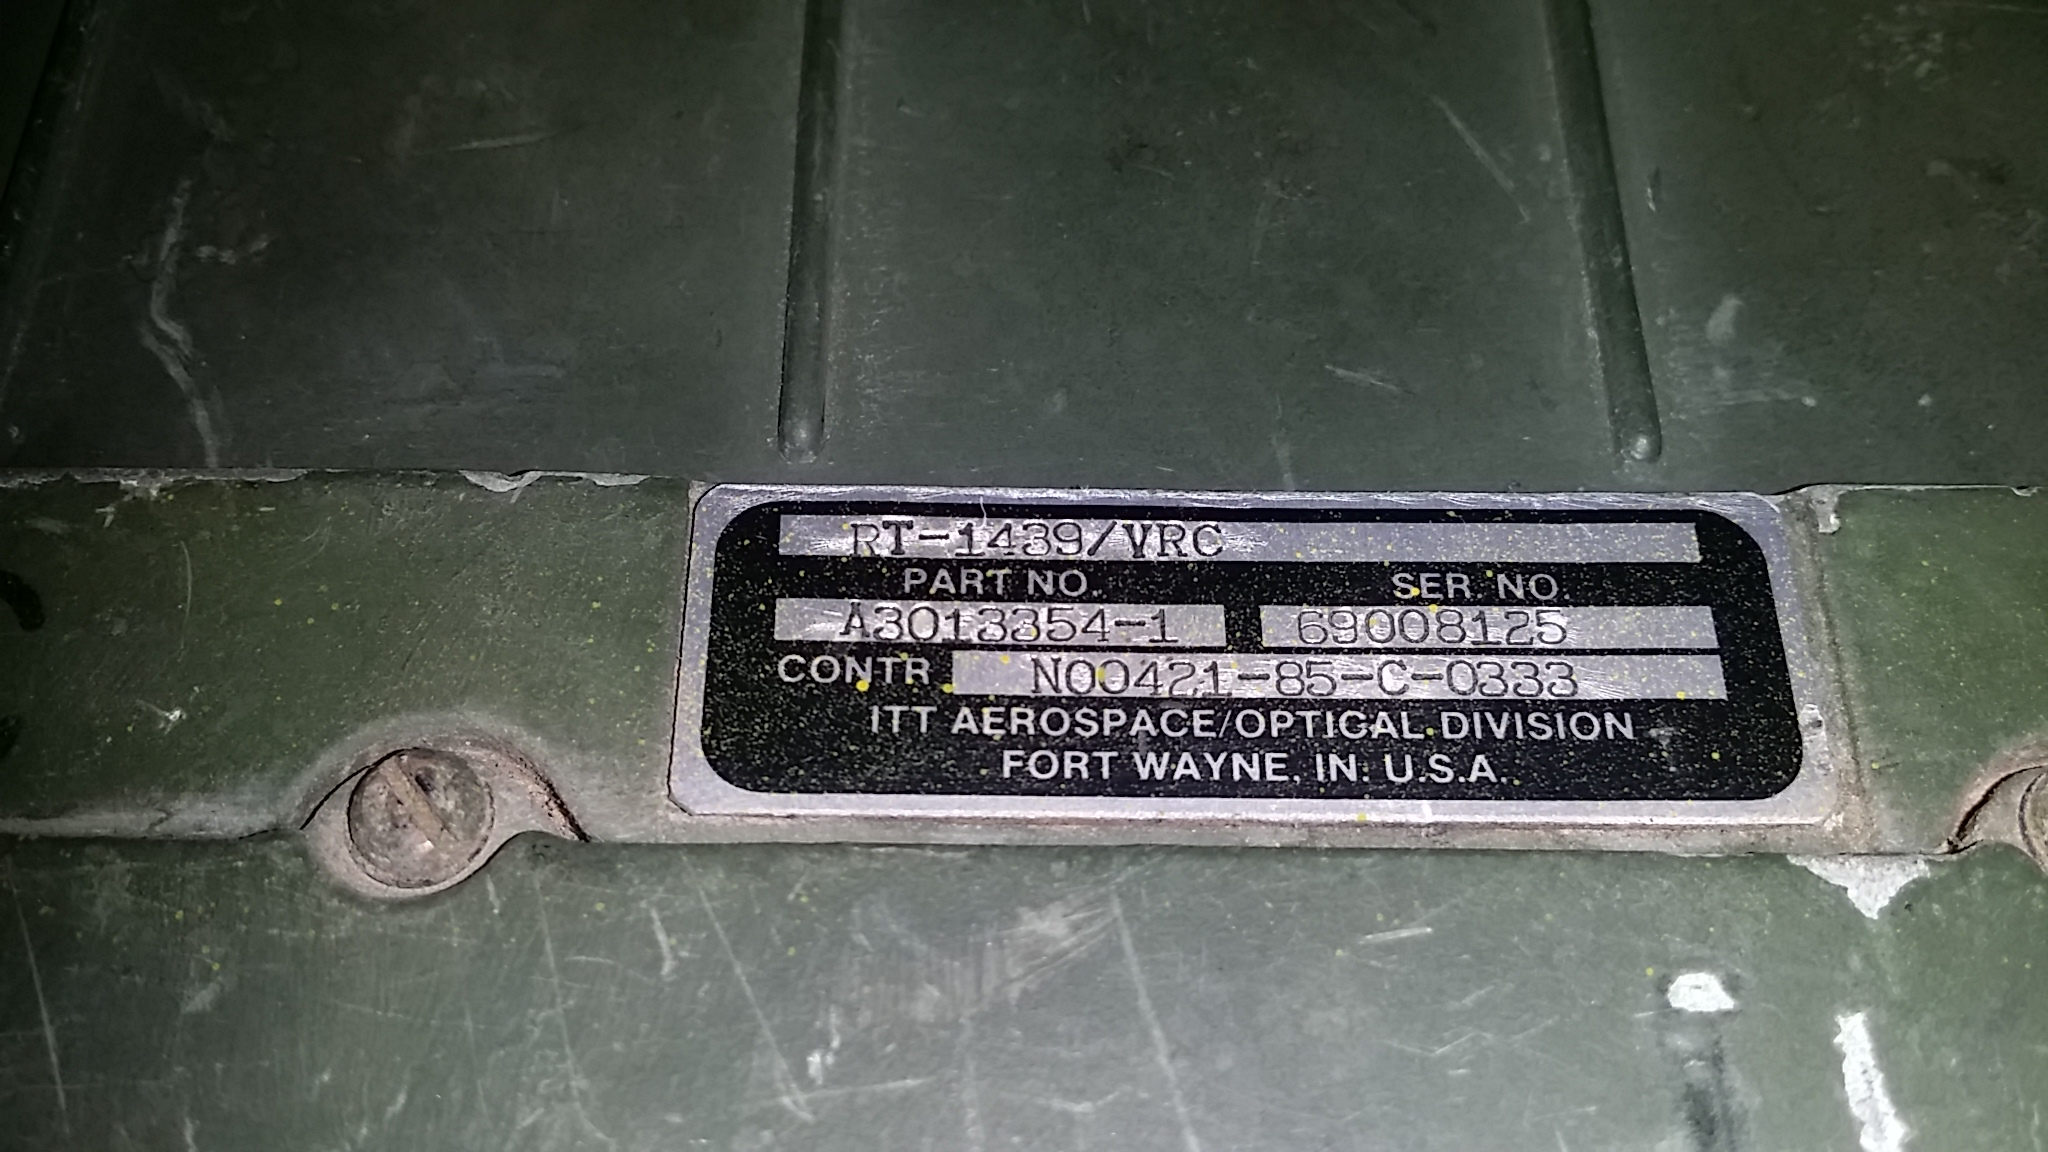 RT-1439/VRC
PART NO. SER. NO.
A3013354-1 69008125
CONTR N00421-85-C-0333
ITT AEROSPACE/OPTICAL DIVISION
FORT WAYNE, IN. U.S.A.